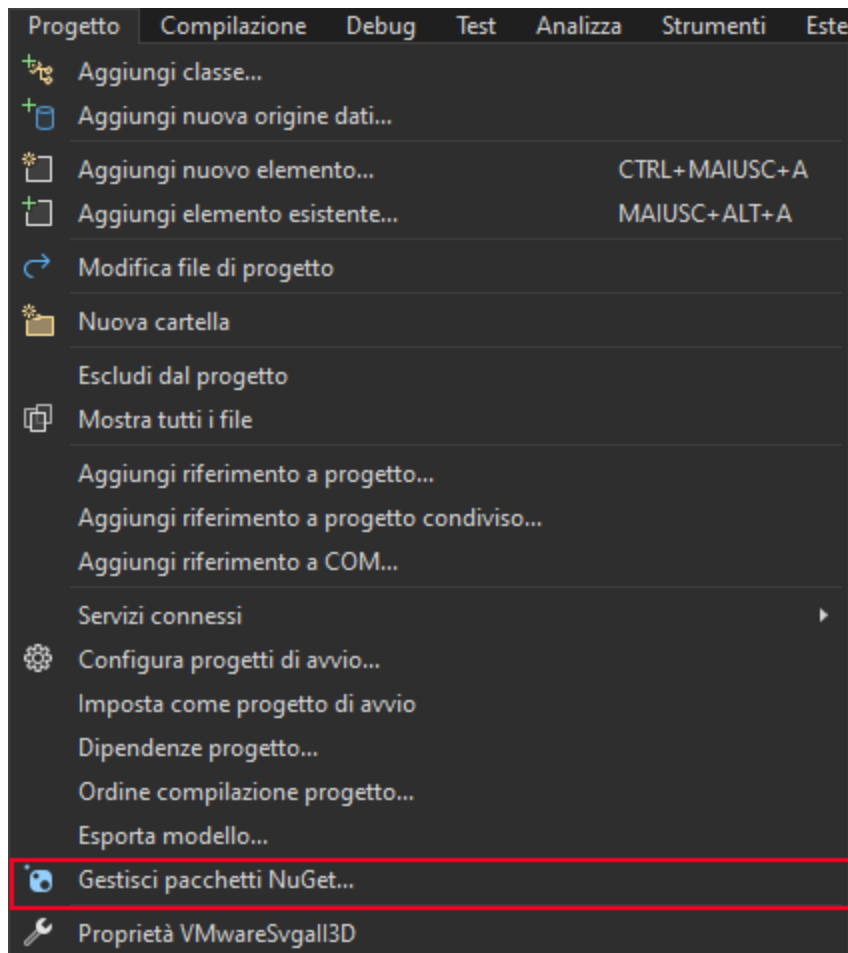 Progetto Compilazione Debug Test Analizza Strumenti Este
Aggiungi classe...
Aggiungi nuova origine dati...
Aggiungi nuovo elemento... CTRL+MAIUSC+A
Aggiungi elemento esistente... MAIUSC+ALT+A
Modifica file di progetto
Nuova cartella
Escludi dal progetto
Mostra tutti i file
Aggiungi riferimento a progetto...
Aggiungi riferimento a progetto condiviso...
Aggiungi riferimento a COM...
Servizi connessi
Configura progetti di avvio...
Imposta come progetto di avvio
Dipendenze progetto...
Ordine compilazione progetto...
Esporta modello...
Gestisci pacchetti NuGet...
Proprietà VMwareSvgaII3D